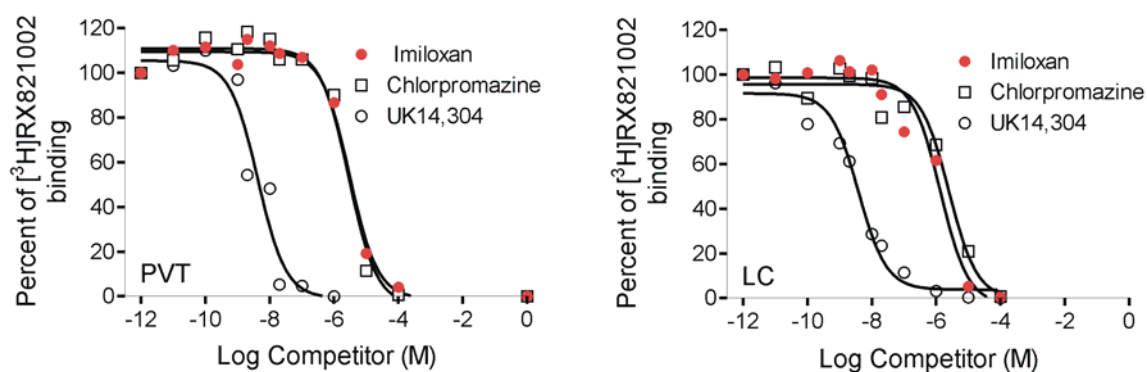 Percent of [³H]RX821002
binding
120
100
80
60
40
20
0
-12 -10 -8 -6 -4 -2 0
Log Competitor (M)
PVT
Imiloxan
Chlorpromazine
UK14,304
Percent of [³H]RX821002
binding
120
100
80
60
40
20
0
-12 -10 -8 -6 -4 -2 0
Log Competitor (M)
LC
Imiloxan
Chlorpromazine
UK14,304